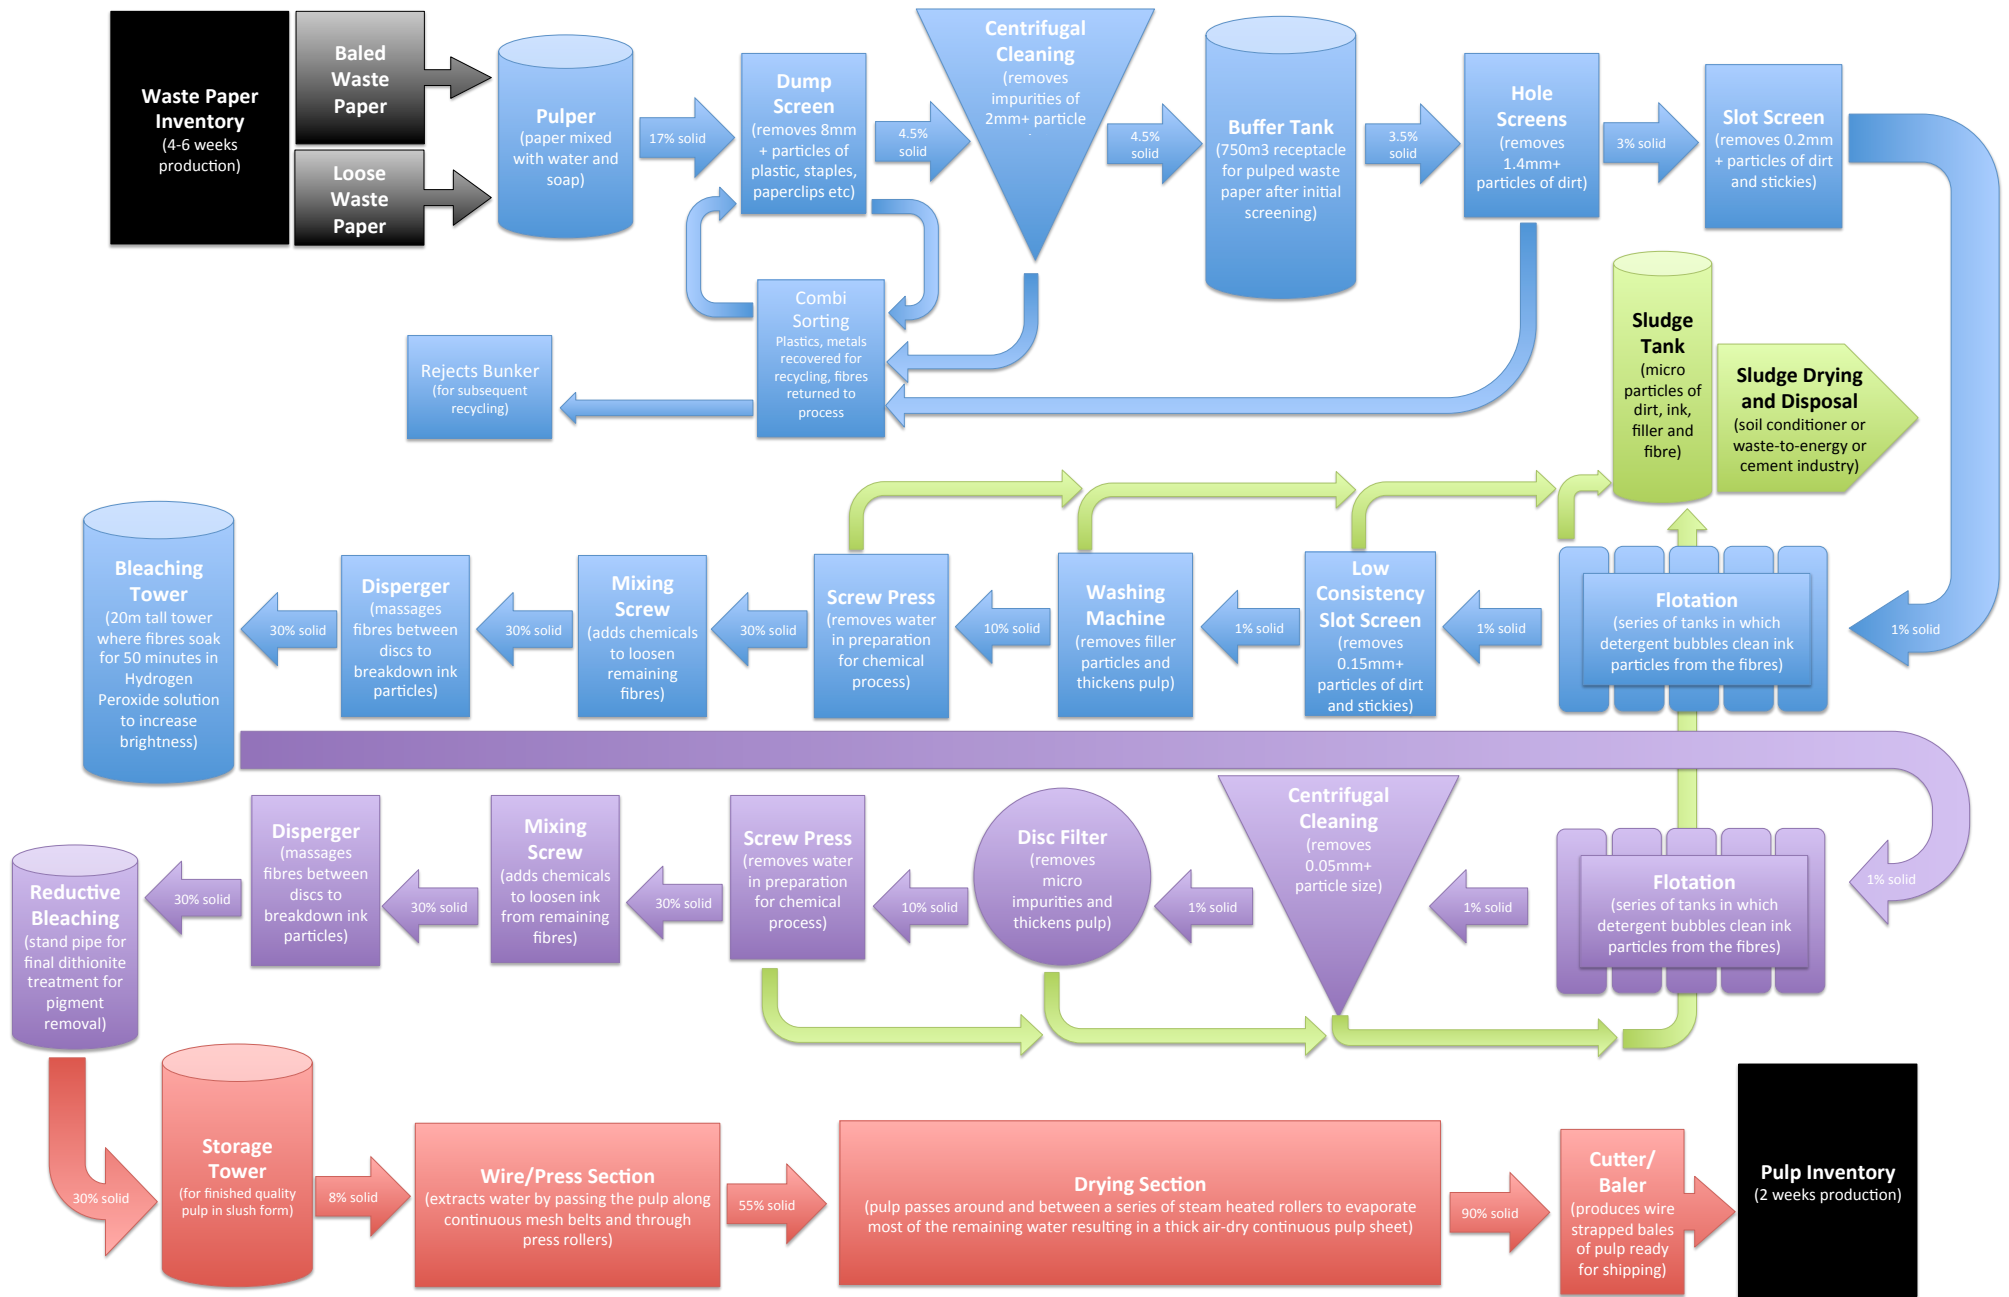 Waste Paper
Inventory
(4-6 weeks
production)
Baled
Waste
Paper
Loose
Waste
Paper
Pulper
(paper mixed
with water and
soap)
17% solid
Dump
Screen
(removes 8mm
+ particles of
plastic, staples,
paperclips etc)
4.5%
solid
Centrifugal
Cleaning
(removes
impurities of
2mm+ particle
4.5%
solid
Buffer Tank
(750m3 receptacle
for pulped waste
paper after initial
screening)
3.5%
solid
Hole
Screens
(removes
1.4mm+
particles of dirt)
3% solid
Slot Screen
(removes 0.2mm
+ particles of dirt
and stickies)
Combi
Sorting
Plastics, metals
recovered for
recycling, fibres
returned to
process
Rejects Bunker
(for subsequent
recycling)
Sludge
Tank
(micro
particles of
dirt, ink,
filler and
fibre)
Sludge Drying
and Disposal
(soil conditioner or
waste-to-energy or
cement industry)
Bleaching
Tower
(20m tall tower
where fibres soak
for 50 minutes in
Hydrogen
Peroxide solution
to increase
brightness)
30% solid
Disperger
(massages
fibres between
discs to
breakdown ink
particles)
30% solid
Mixing
Screw
(adds chemicals
to loosen
remaining
fibres)
30% solid
Screw Press
(removes water
in preparation
for chemical
process)
10% solid
Washing
Machine
(removes filler
particles and
thickens pulp)
1% solid
Low
Consistency
Slot Screen
(removes
0.15mm+
particles of dirt
and stickies)
1% solid
Flotation
(series of tanks in which
detergent bubbles clean ink
particles from the fibres)
1% solid
Reductive
Bleaching
(stand pipe for
final dithionite
treatment for
pigment
removal)
30% solid
Disperger
(massages
fibres between
discs to
breakdown ink
particles)
30% solid
Mixing
Screw
(adds chemicals
to loosen ink
from remaining
fibres)
30% solid
Screw Press
(removes water
in preparation
for chemical
process)
10% solid
Disc Filter
(removes
micro
impurities and
thickens pulp)
1% solid
Centrifugal
Cleaning
(removes
0.05mm+
particle size)
1% solid
Flotation
(series of tanks in which
detergent bubbles clean ink
particles from the fibres)
1% solid
30% solid
Storage
Tower
(for finished quality
pulp in slush form)
8% solid
Wire/Press Section
(extracts water by passing the pulp along
continuous mesh belts and through
press rollers)
55% solid
Drying Section
(pulp passes around and between a series of steam heated rollers to evaporate
most of the remaining water resulting in a thick air-dry continuous pulp sheet)
90% solid
Cutter/
Baler
(produces wire
strapped bales
of pulp ready
for shipping)
Pulp Inventory
(2 weeks production)